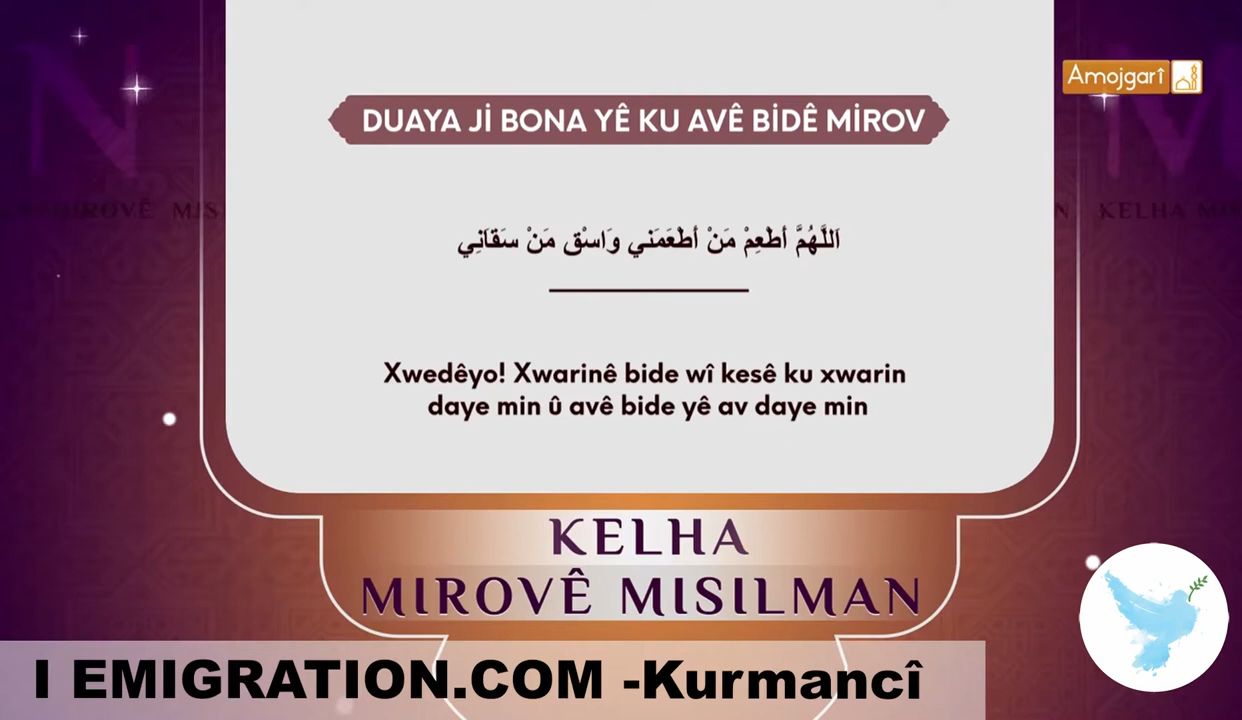 Amojgarî
DUAYA Jİ BONA YÊ KU AVÊ BİDÊ MİROV
اَللَّهُمَّ أَطْعِمْ مَنْ أَطْعَمَنِي وَاسْقِ مَنْ سَقَانِي
Xwedêyo! Xwarinê bide wî kesê ku xwarin
daye min û avê bide yê av daye min
KELHA
MIROVÊ MISILMAN
I EMIGRATION.COM -Kurmancî